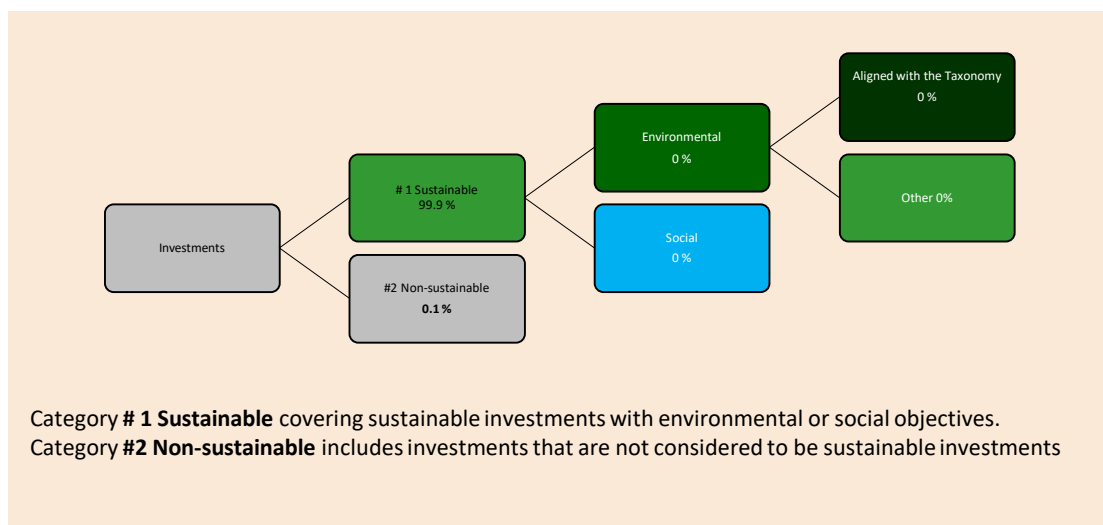 Investments
# 1 Sustainable
99.9 %
#2 Non-sustainable
0.1 %
Environmental
0 %
Social
0 %
Aligned with the Taxonomy
0 %
Other 0%
Category # 1 Sustainable covering sustainable investments with environmental or social objectives.
Category #2 Non-sustainable includes investments that are not considered to be sustainable investments